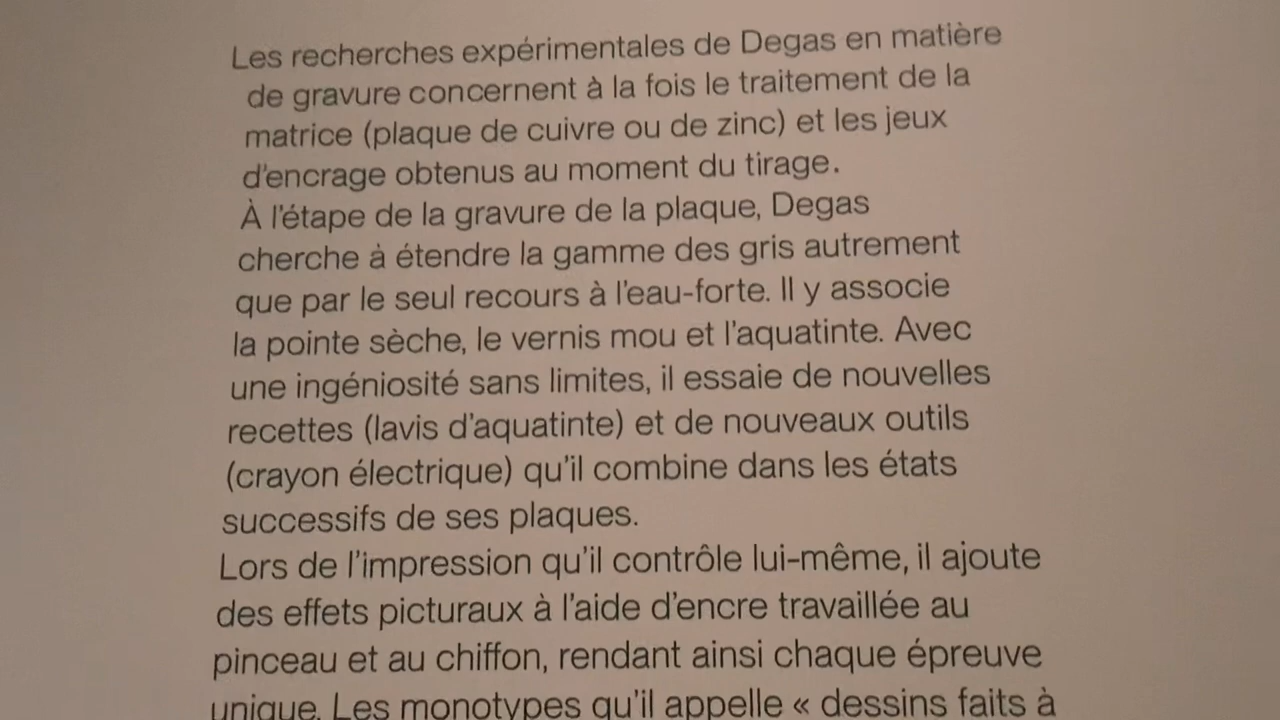 Les recherches expérimentales de Degas en matière
de gravure concernent à la fois le traitement de la
matrice (plaque de cuivre ou de zinc) et les jeux
d'encrage obtenus au moment du tirage.
À l'étape de la gravure de la plaque, Degas
cherche à étendre la gamme des gris autrement
que par le seul recours à l'eau-forte. Il y associe
la pointe sèche, le vernis mou et l'aquatinte. Avec
une ingéniosité sans limites, il essaie de nouvelles
recettes (lavis d'aquatinte) et de nouveaux outils
(crayon électrique) qu'il combine dans les états
successifs de ses plaques.
Lors de l'impression qu'il contrôle lui-même, il ajoute
des effets picturaux à l'aide d'encre travaillée au
pinceau et au chiffon, rendant ainsi chaque épreuve
unique. Les monotypes qu'il appelle « dessins faits à